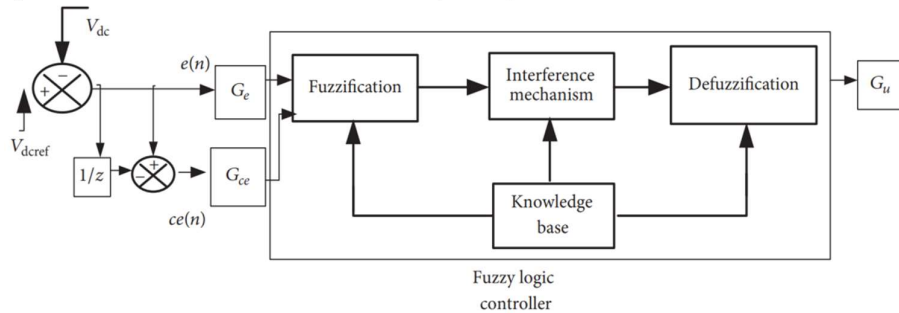 V_dc
−
+
V_dcref
e(n)
G_e
1/z
−
+
ce(n)
G_ce
Fuzzification
Interference
mechanism
Defuzzification
Knowledge
base
G_u
Fuzzy logic
controller